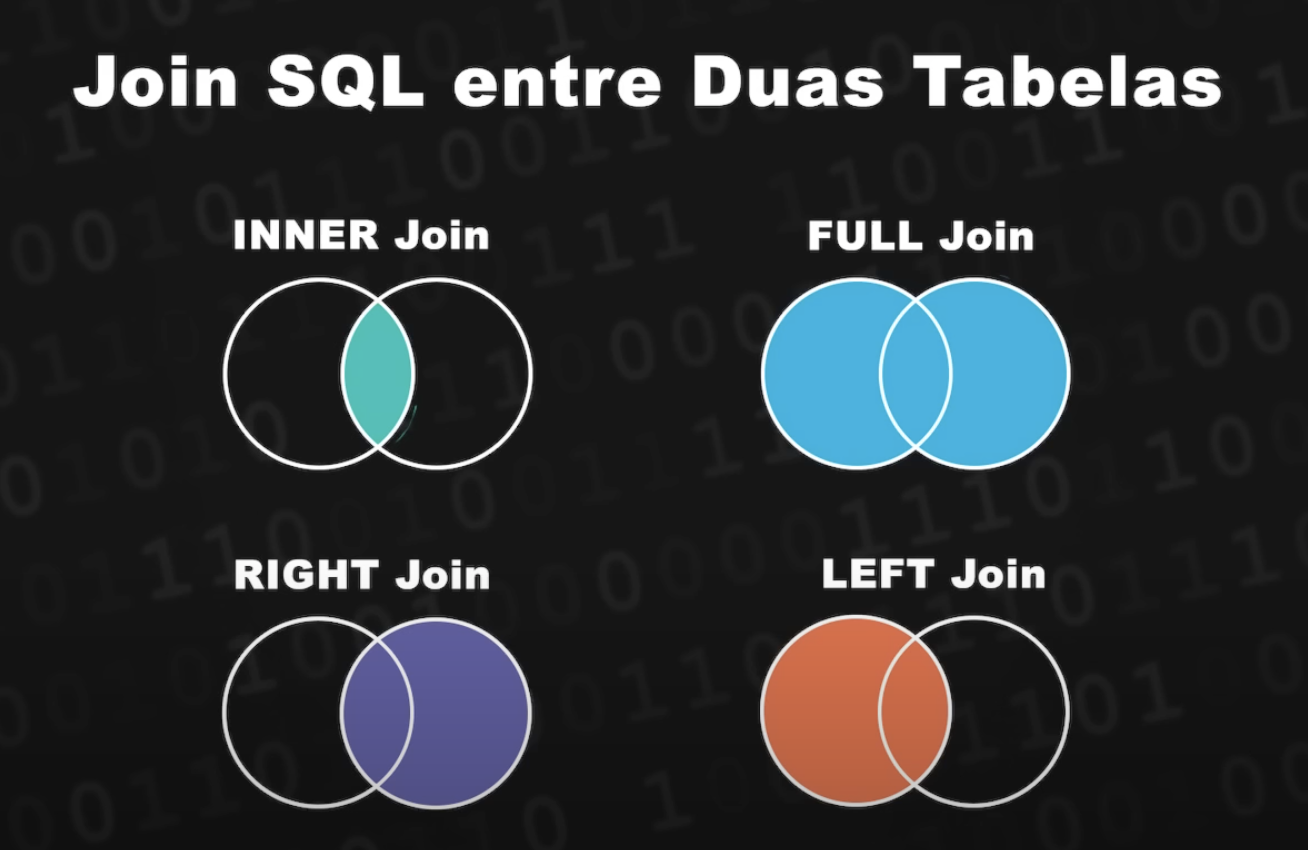 Join SQL entre Duas Tabelas
INNER Join
FULL Join
RIGHT Join
LEFT Join